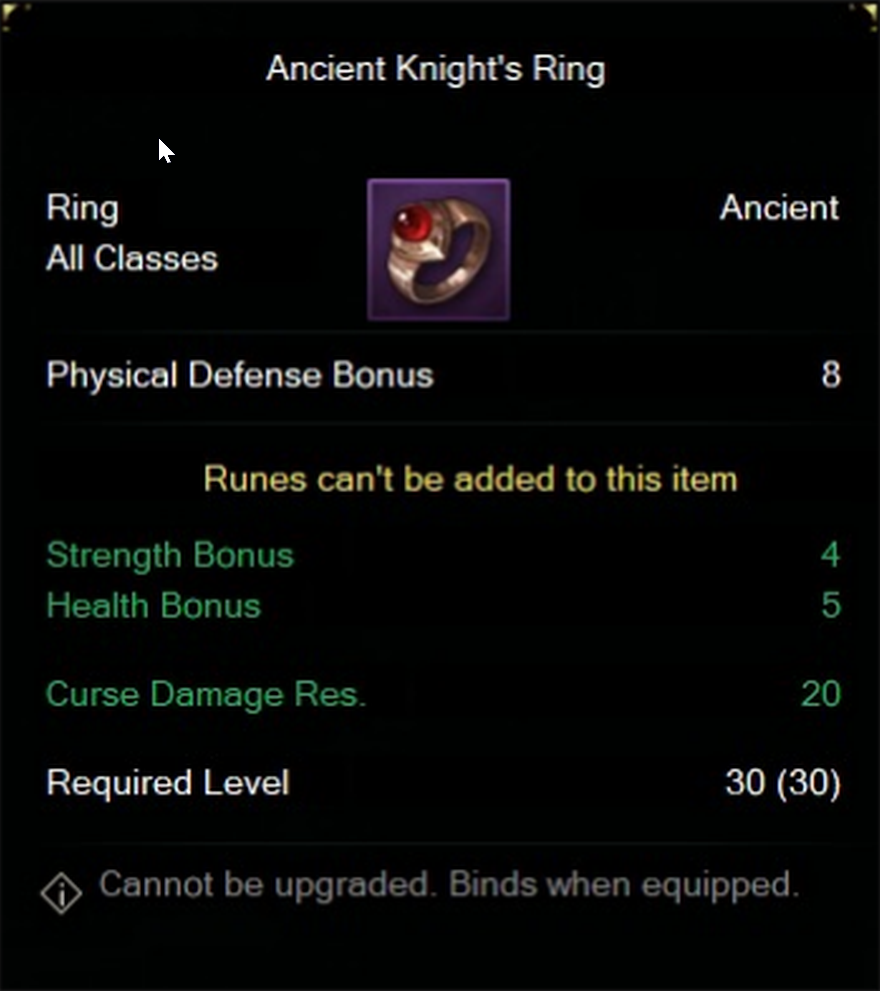 Ancient Knight's Ring
Ring
Ancient
All Classes
Physical Defense Bonus 8
Runes can't be added to this item
Strength Bonus 4
Health Bonus 5
Curse Damage Res. 20
Required Level 30 (30)
Cannot be upgraded. Binds when equipped.